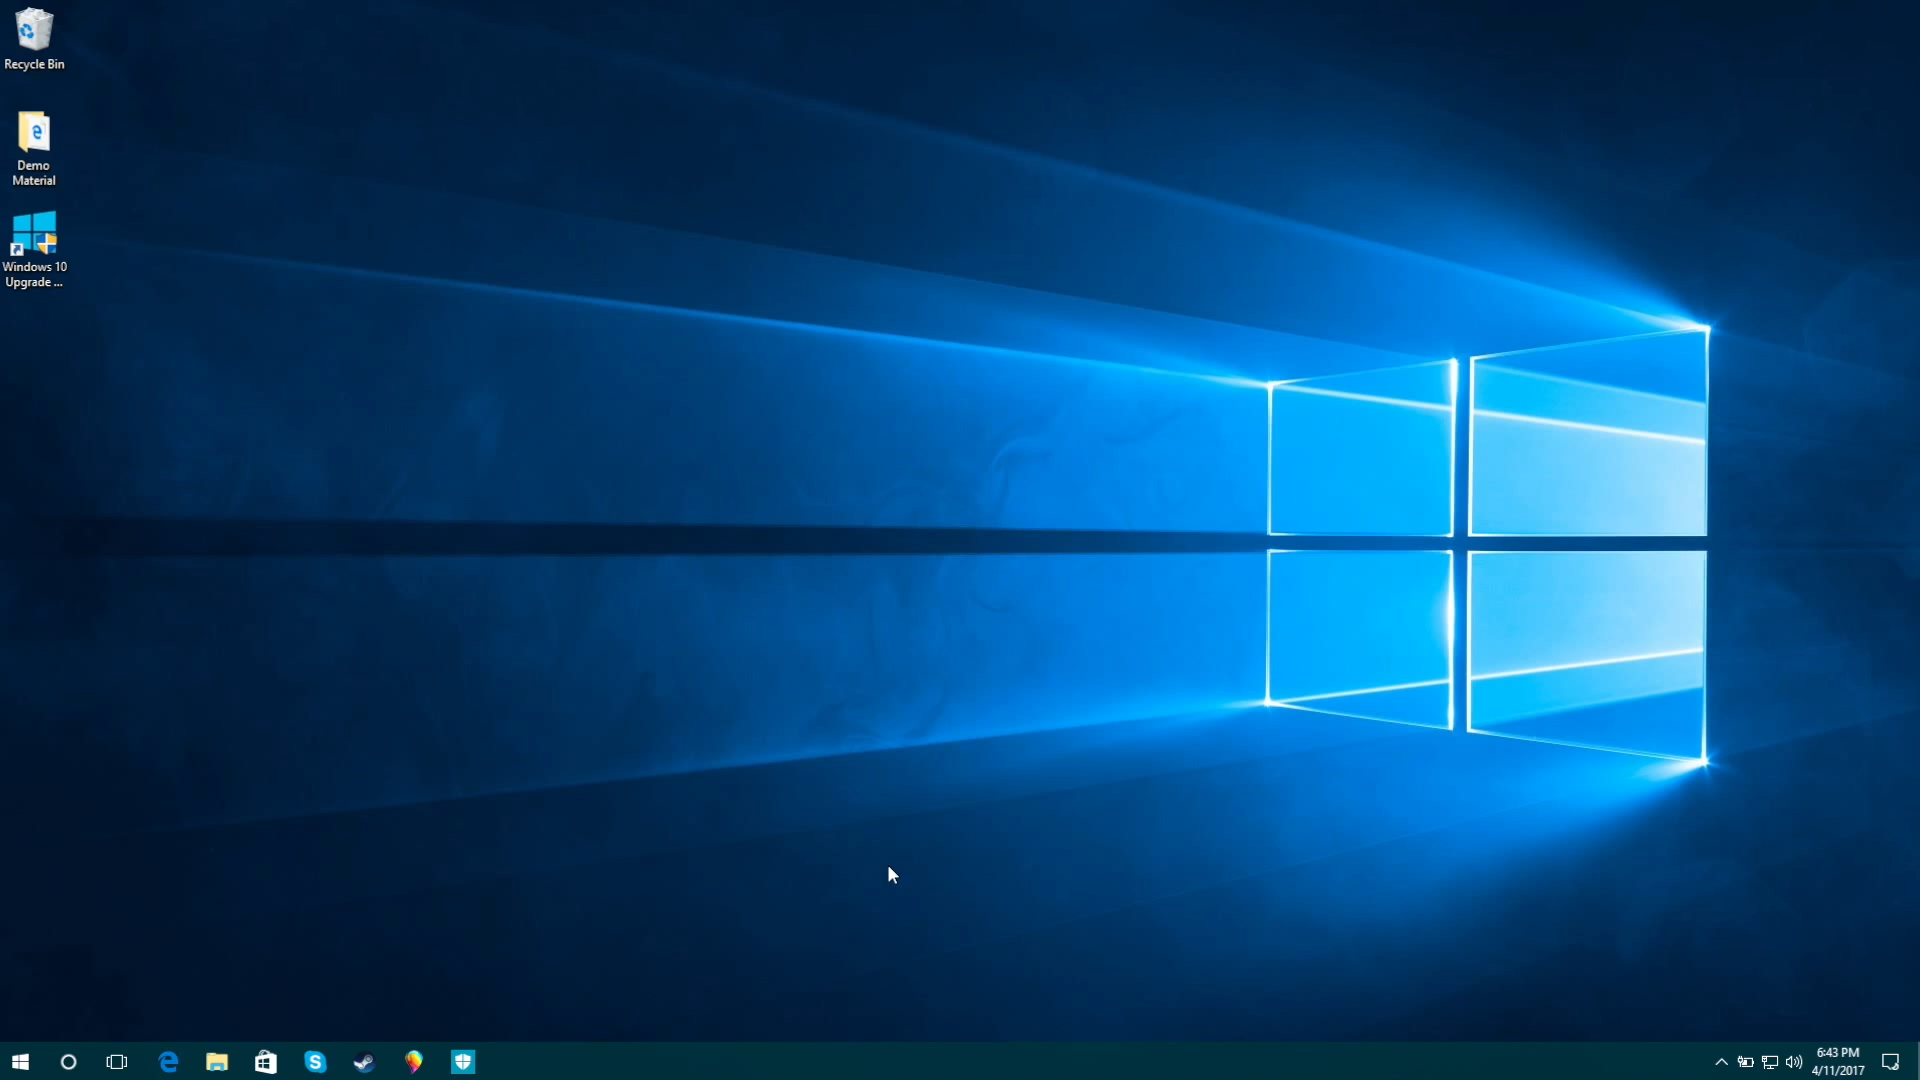 Recycle Bin
Demo
Material
Windows 10
Upgrade ...
6:43 PM
4/11/2017